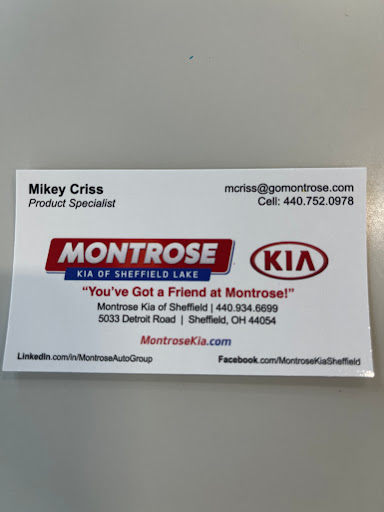 Mikey Criss
Product Specialist
mcriss@gomontrose.com
Cell: 440.752.0978
MONTROSE
KIA OF SHEFFIELD LAKE
KIA
“You’ve Got a Friend at Montrose!”
Montrose Kia of Sheffield | 440.934.6699
5033 Detroit Road | Sheffield, OH 44054
MontroseKia.com
LinkedIn.com/in/MontroseAutoGroup
Facebook.com/MontroseKiaSheffield